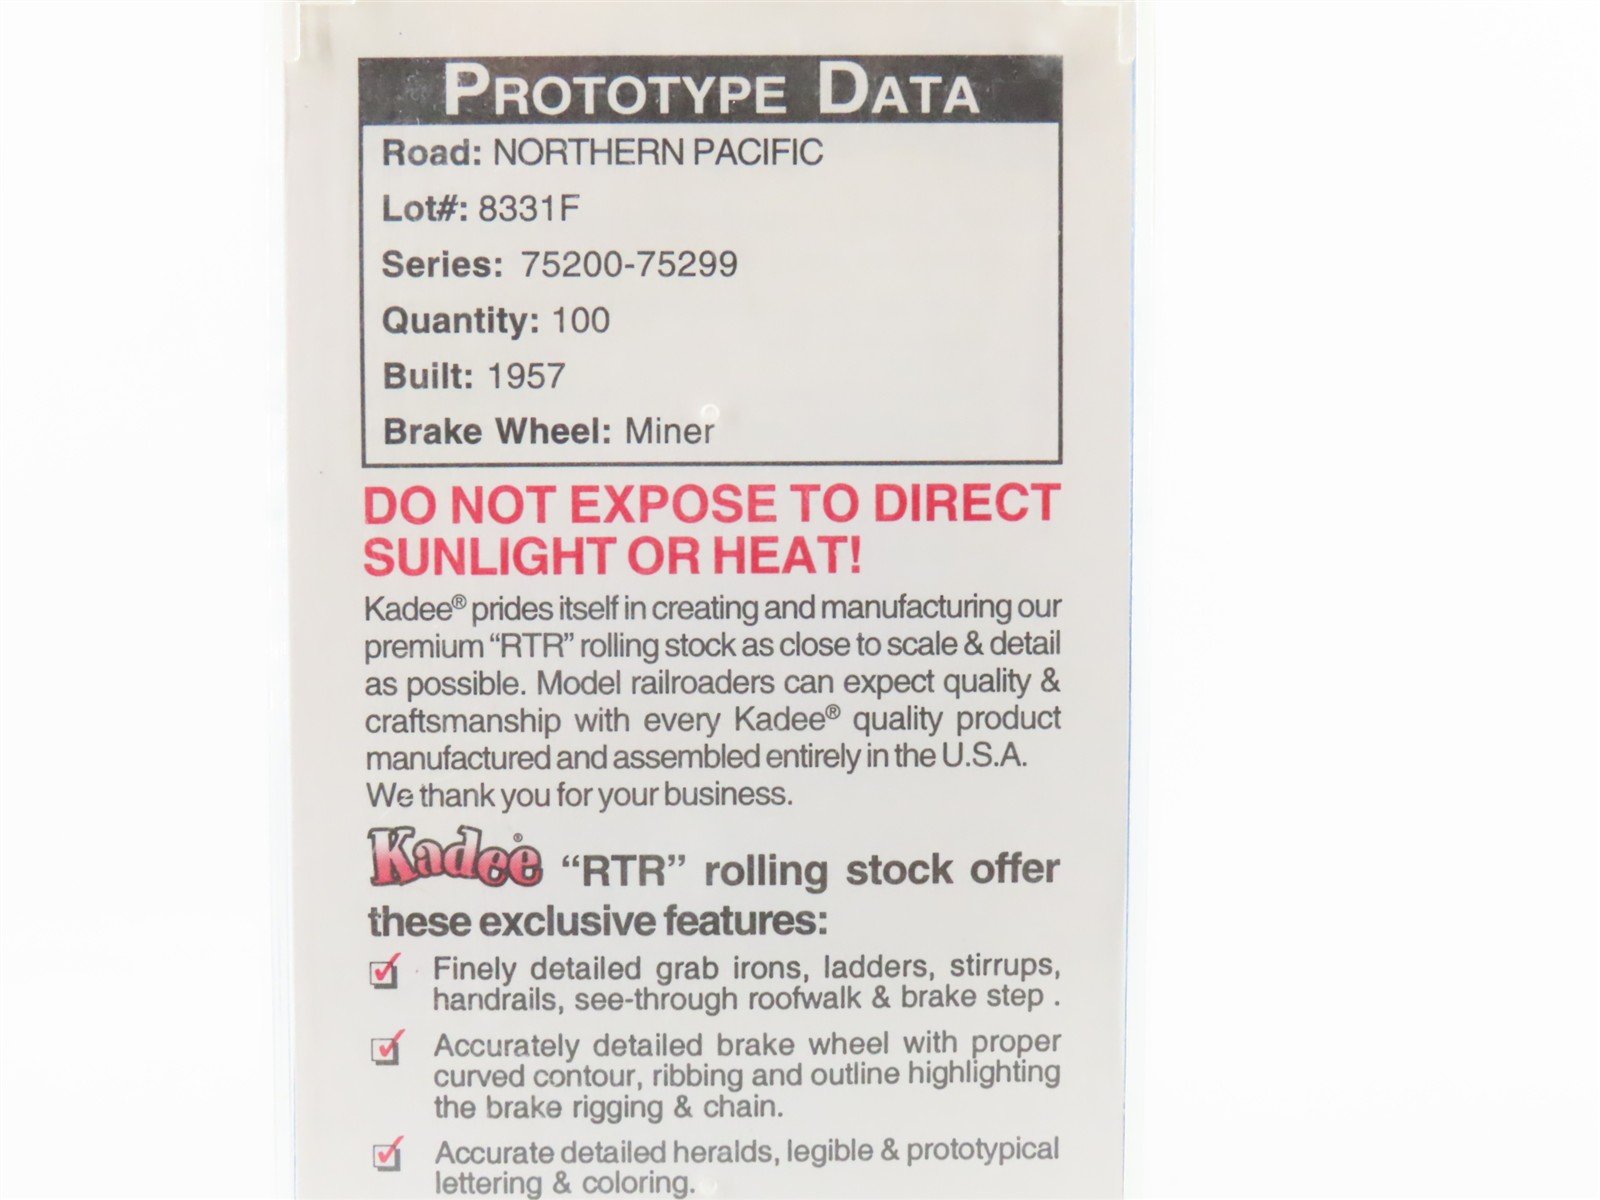 PROTOTYPE DATA
Road: NORTHERN PACIFIC
Lot#: 8331F
Series: 75200-75299
Quantity: 100
Built: 1957
Brake Wheel: Miner
DO NOT EXPOSE TO DIRECT
SUNLIGHT OR HEAT!
Kadee® prides itself in creating and manufacturing our
premium “RTR” rolling stock as close to scale & detail
as possible. Model railroaders can expect quality &
craftsmanship with every Kadee® quality product
manufactured and assembled entirely in the U.S.A.
We thank you for your business.
Kadee® “RTR” rolling stock offer
these exclusive features:
Finely detailed grab irons, ladders, stirrups,
handrails, see-through roofwalk & brake step .
Accurately detailed brake wheel with proper
curved contour, ribbing and outline highlighting
the brake rigging & chain.
Accurate detailed heralds, legible & prototypical
lettering & coloring.